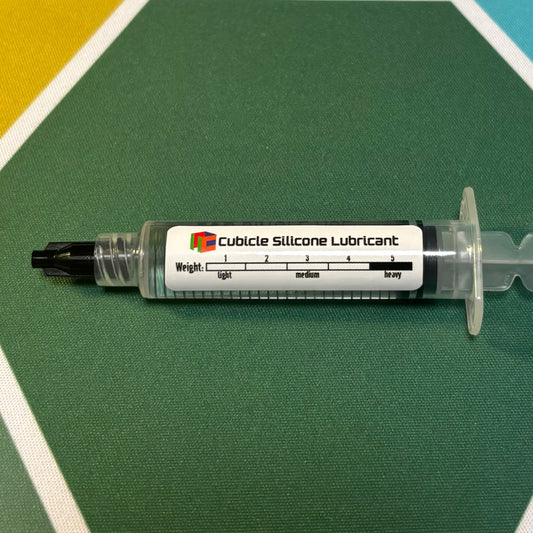 Cubicle Silicone Lubricant
1 2 3 4 5
Weight:
light medium heavy